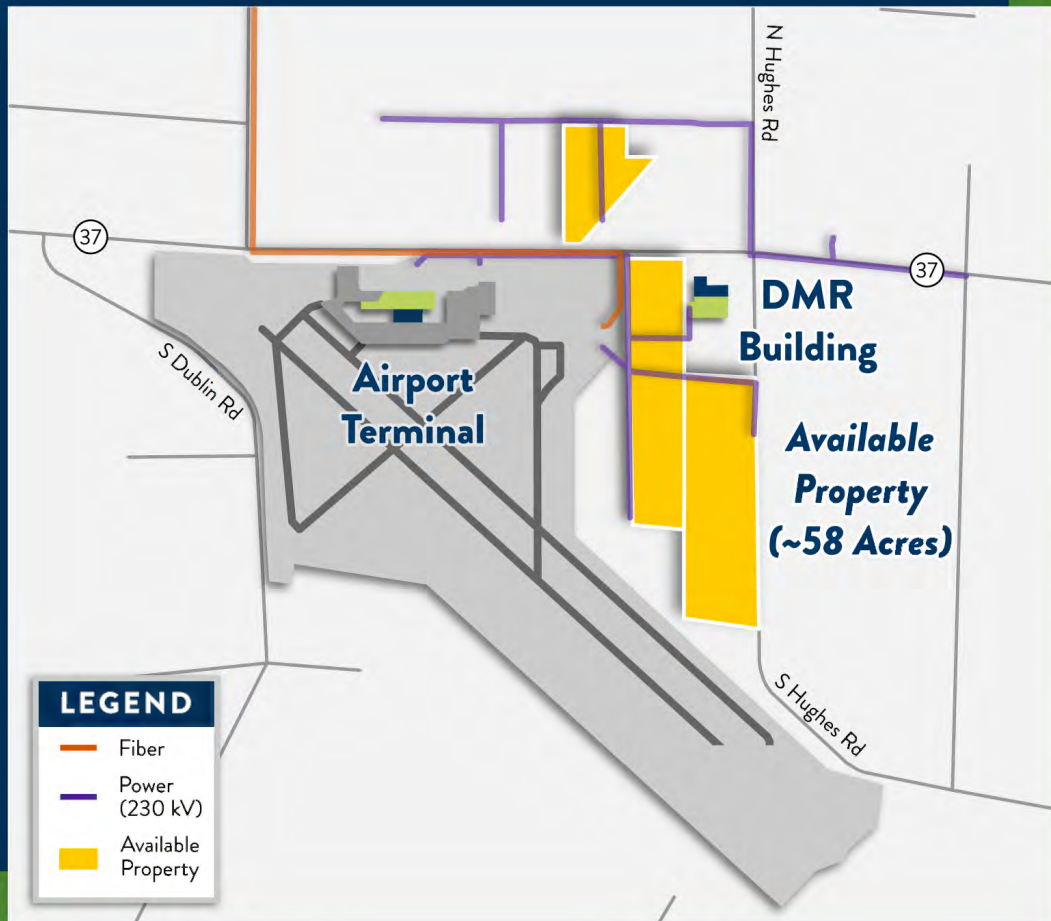 N Hughes Rd
37
37
DMR
Building
S Dublin Rd
Airport
Terminal
Available
Property
(~58 Acres)
S Hughes Rd
LEGEND
Fiber
Power
(230 kV)
Available
Property